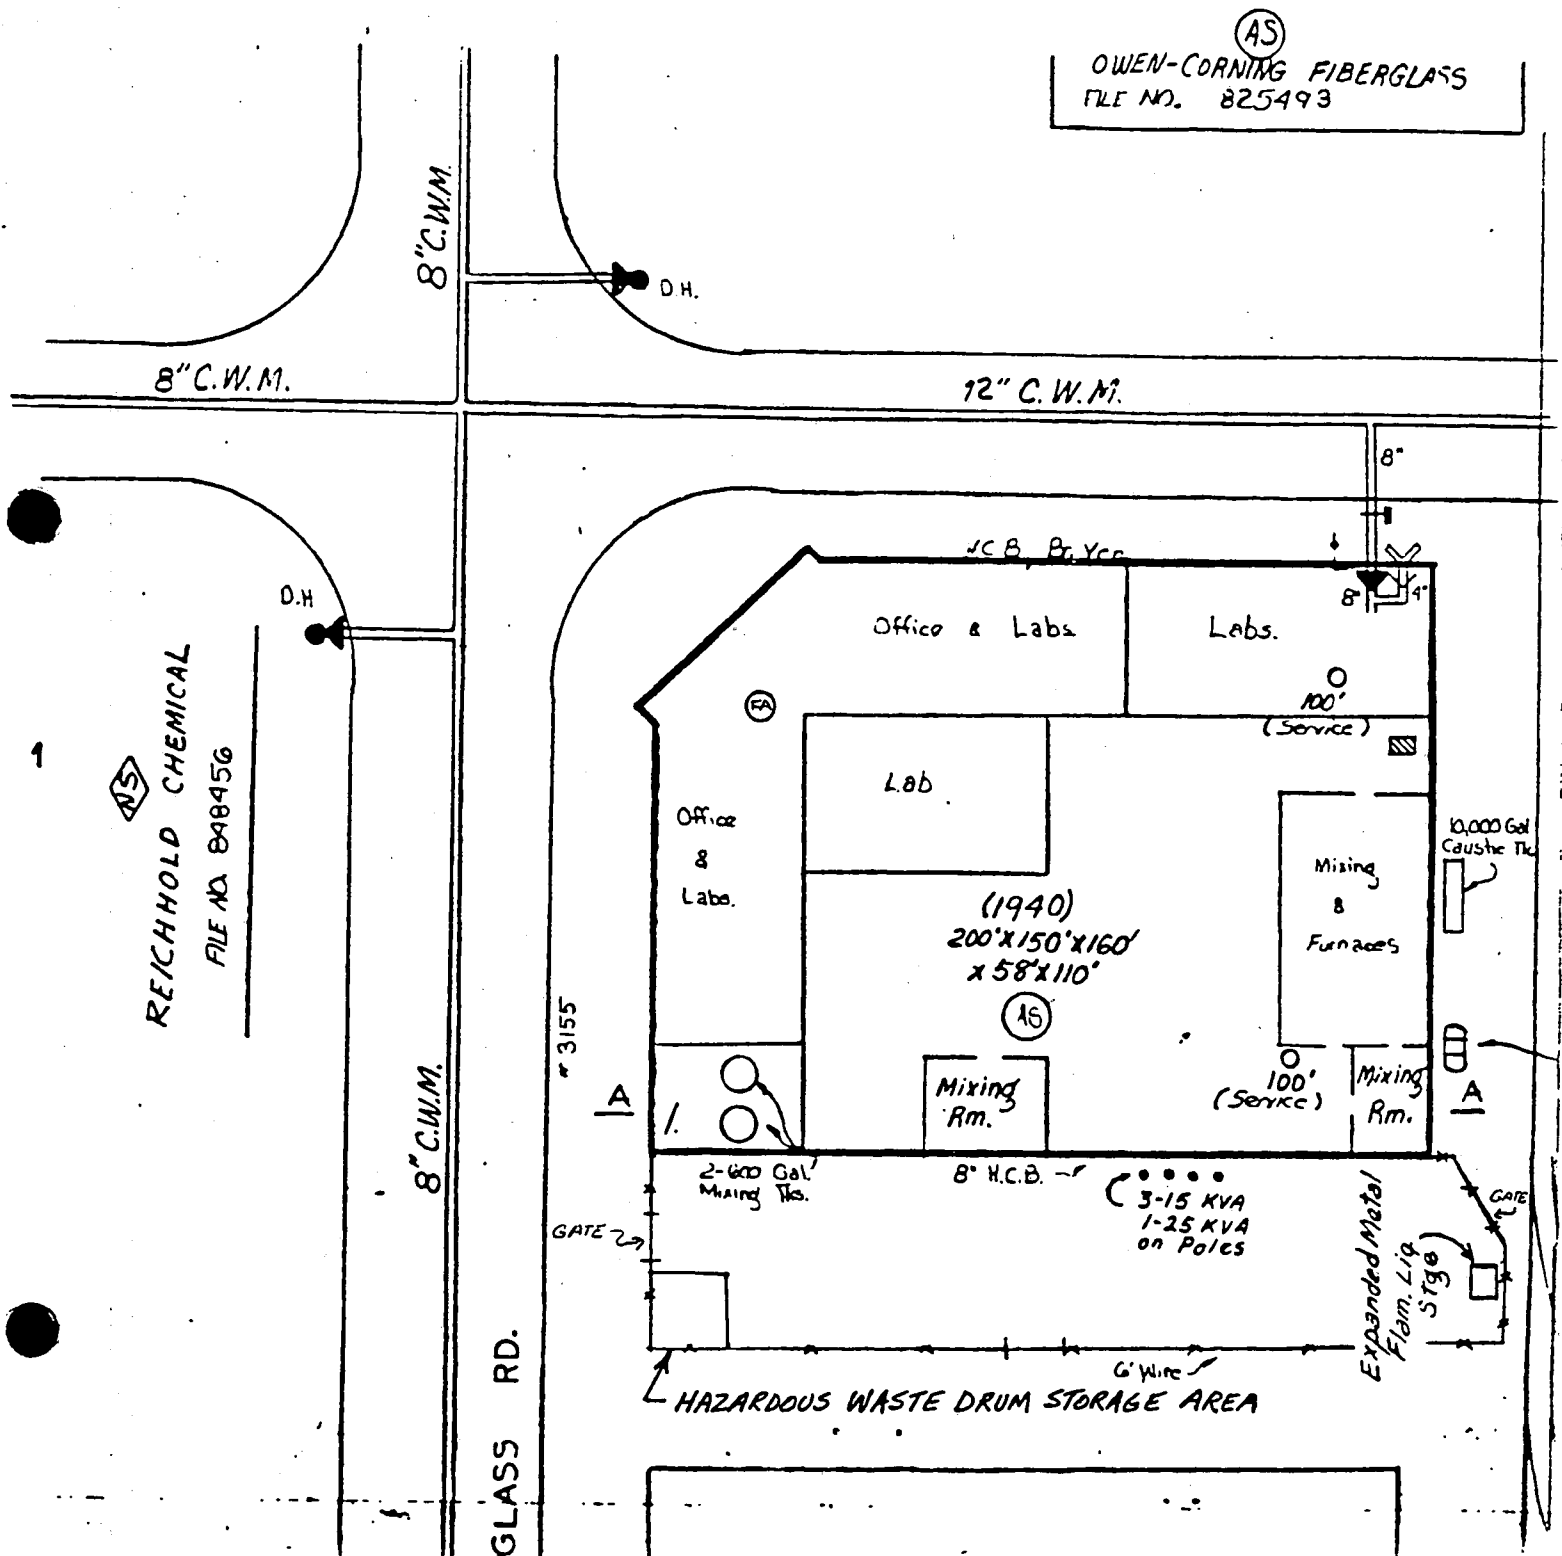 AS
OWEN-CORNING FIBERGLASS
FILE NO. 825493
8" C.W.M.
D.H.
8" C.W.M.
12" C.W.M.
8"
8"
4"
D.H
Office & Labs.
Labs.
100'
(Service)
FA
NS
REICHHOLD CHEMICAL
FILE NO. 848456
1
Lab
Office
&
Labs.
Mixing
&
Furnaces
10,000 Gal
Caustic Tk.
(1940)
200'X150'X160'
X58'X110'
AS
# 3155
A
1.
Mixing
Rm.
100'
(Service)
Mixing
Rm.
A
8" C.W.M.
2-600 Gal.
Mixing Tks.
8" H.C.B.
3-15 KVA
1-25 KVA
on Poles
GATE
GATE
Expanded Metal
Flam. Liq.
Stge
6' Wire
HAZARDOUS WASTE DRUM STORAGE AREA
GLASS RD.